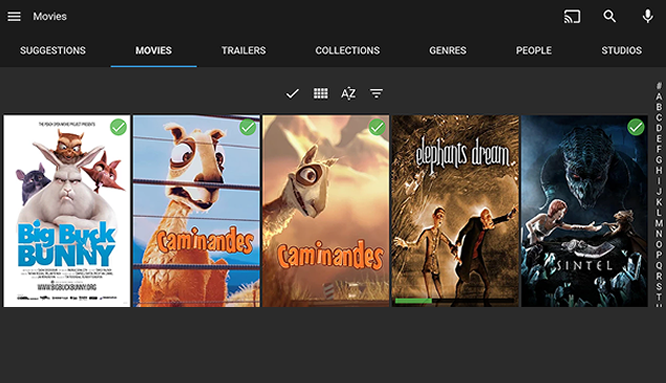 Movies
SUGGESTIONS
MOVIES
TRAILERS
COLLECTIONS
GENRES
PEOPLE
STUDIOS
AZ
THE PEACH OPEN MOVIE PROJECT PRESENTS
Big Buck
BUNNY
WWW.BIGBUCKBUNNY.ORG
Caminandes
Caminandes
elephants dream
SINTEL
#
A
B
C
D
E
F
G
H
I
J
K
L
M
N
O
P
Q
R
S
T